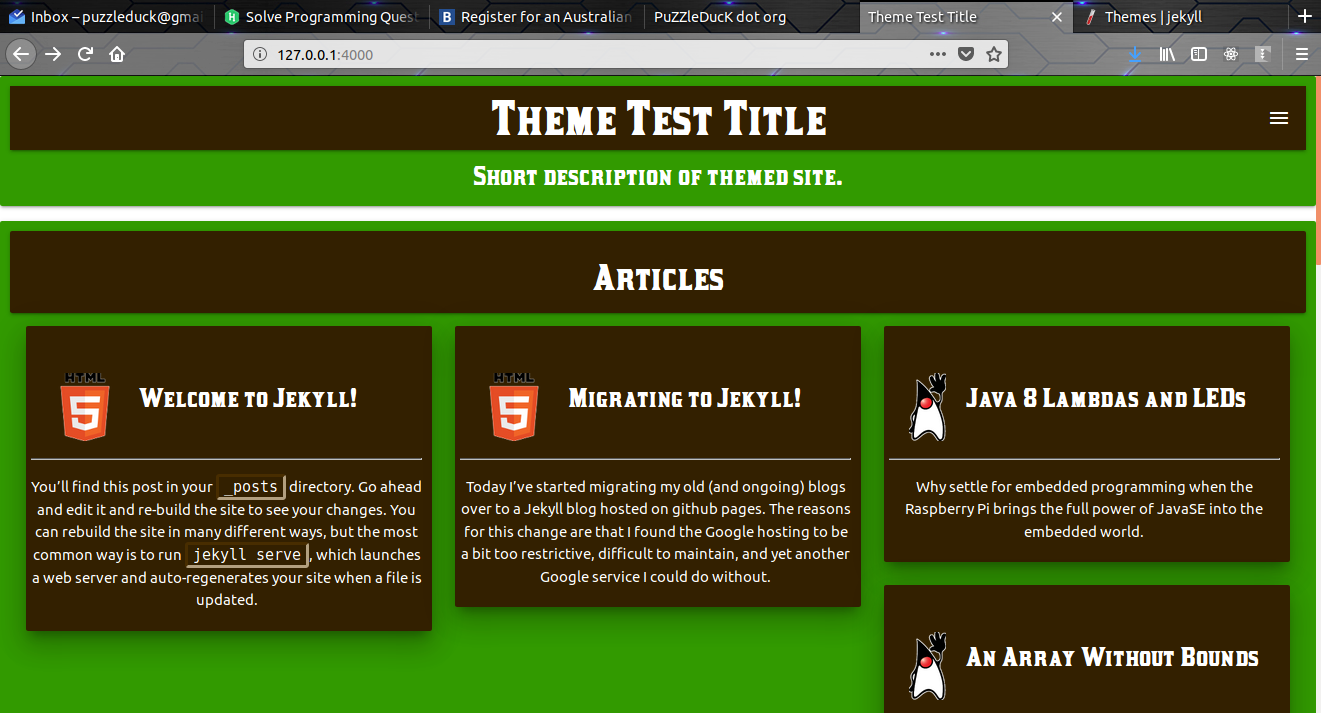 Inbox – puzzleduck@gmai
Solve Programming Quest
Register for an Australian
PuZZleDucK dot org
Theme Test Title
Themes | jekyll
127.0.0.1:4000
Theme Test Title
Short description of themed site.
Articles
HTML
5
Welcome to Jekyll!
You’ll find this post in your _posts directory. Go ahead
and edit it and re-build the site to see your changes. You
can rebuild the site in many different ways, but the most
common way is to run jekyll serve, which launches
a web server and auto-regenerates your site when a file is
updated.
HTML
5
Migrating to Jekyll!
Today I’ve started migrating my old (and ongoing) blogs
over to a Jekyll blog hosted on github pages. The reasons
for this change are that I found the Google hosting to be
a bit too restrictive, difficult to maintain, and yet another
Google service I could do without.
Java 8 Lambdas and LEDs
Why settle for embedded programming when the
Raspberry Pi brings the full power of JavaSE into the
embedded world.
An Array Without Bounds